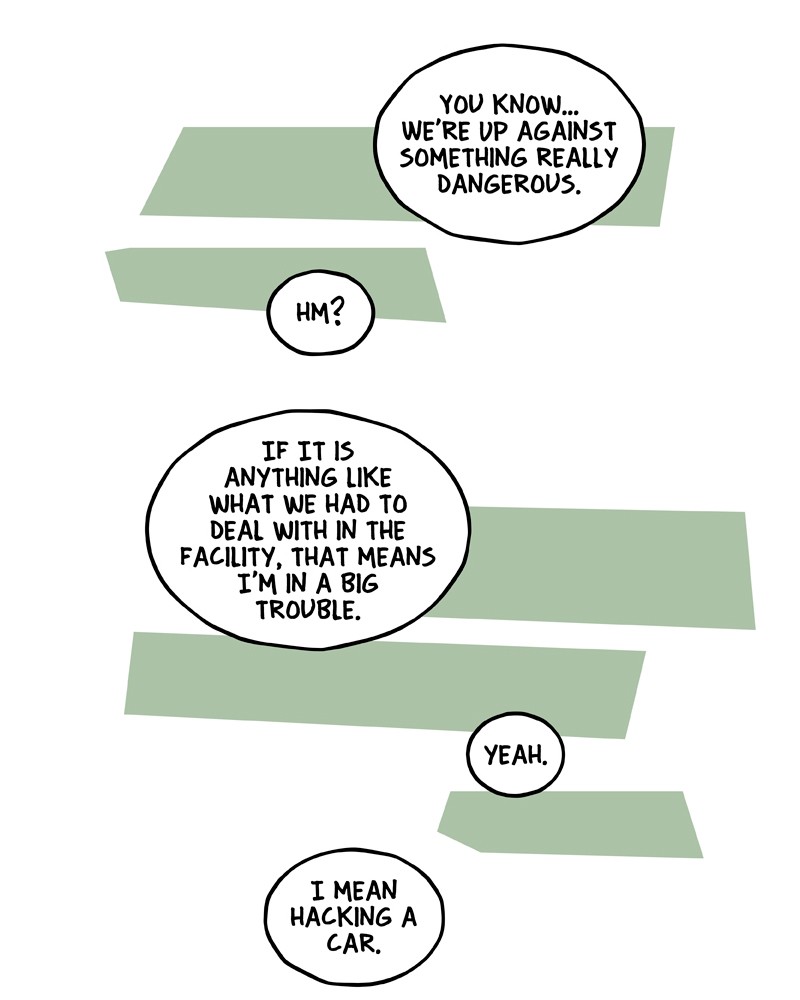 YOU KNOW...
WE'RE UP AGAINST
SOMETHING REALLY
DANGEROUS.
HM?
IF IT IS
ANYTHING LIKE
WHAT WE HAD TO
DEAL WITH IN THE
FACILITY, THAT MEANS
I'M IN A BIG
TROUBLE.
YEAH.
I MEAN
HACKING A
CAR.